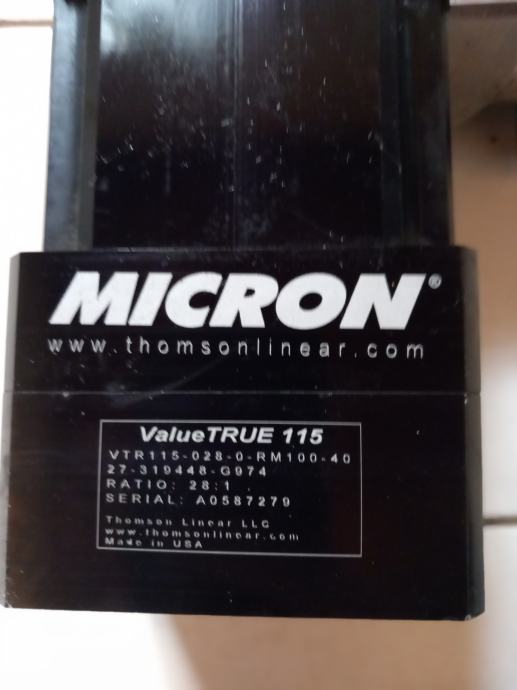 MICRON®
www.thomsonlinear.com
ValueTRUE 115
VTR115-028-0-RM100-40
27-319448-G974
RATIO: 28:1
SERIAL: A0587279
Thomson Linear LLC
www.thomsonlinear.com
Made in USA